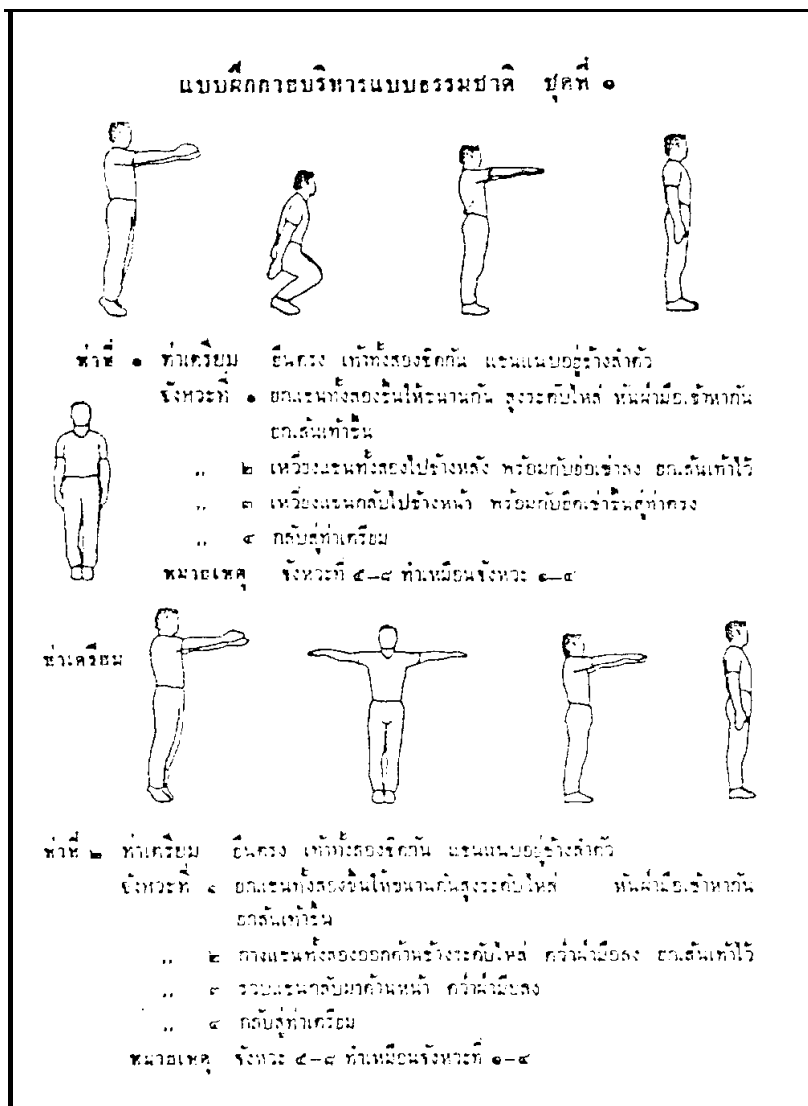 แบบฝึกกายบริหารแบบธรรมชาติ ชุดที่ ๑
ท่าที่ ๑ ท่าเตรียม ยืนตรง เท้าทั้งสองชิดกัน แขนแนบอยู่ข้างลำตัว
จังหวะที่ ๑ ยกแขนทั้งสองขึ้นให้ขนานกัน สูงระดับไหล่ หันฝ่ามือเข้าหากัน
ยกส้นเท้าขึ้น
,, ๒ เหวี่ยงแขนทั้งสองไปข้างหลัง พร้อมกับย่อเข่าลง ยกส้นเท้าไว้
,, ๓ เหวี่ยงแขนกลับไปข้างหน้า พร้อมกับยืดเข่าขึ้นสู่ท่าตรง
,, ๔ กลับสู่ท่าเตรียม
หมายเหตุ จังหวะที่ ๕-๘ ทำเหมือนจังหวะ ๑-๔
ท่าเตรียม
ท่าที่ ๒ ท่าเตรียม ยืนตรง เท้าทั้งสองชิดกัน แขนแนบอยู่ข้างลำตัว
จังหวะที่ ๑ ยกแขนทั้งสองขึ้นให้ขนานกันสูงระดับไหล่ หันฝ่ามือเข้าหากัน
ยกส้นเท้าขึ้น
,, ๒ กางแขนทั้งสองออกด้านข้างระดับไหล่ คว่ำฝ่ามือลง ยกส้นเท้าไว้
,, ๓ รวบแขนกลับมาด้านหน้า คว่ำฝ่ามือลง
,, ๔ กลับสู่ท่าเตรียม
หมายเหตุ จังหวะ ๕-๘ ทำเหมือนจังหวะที่ ๑-๔